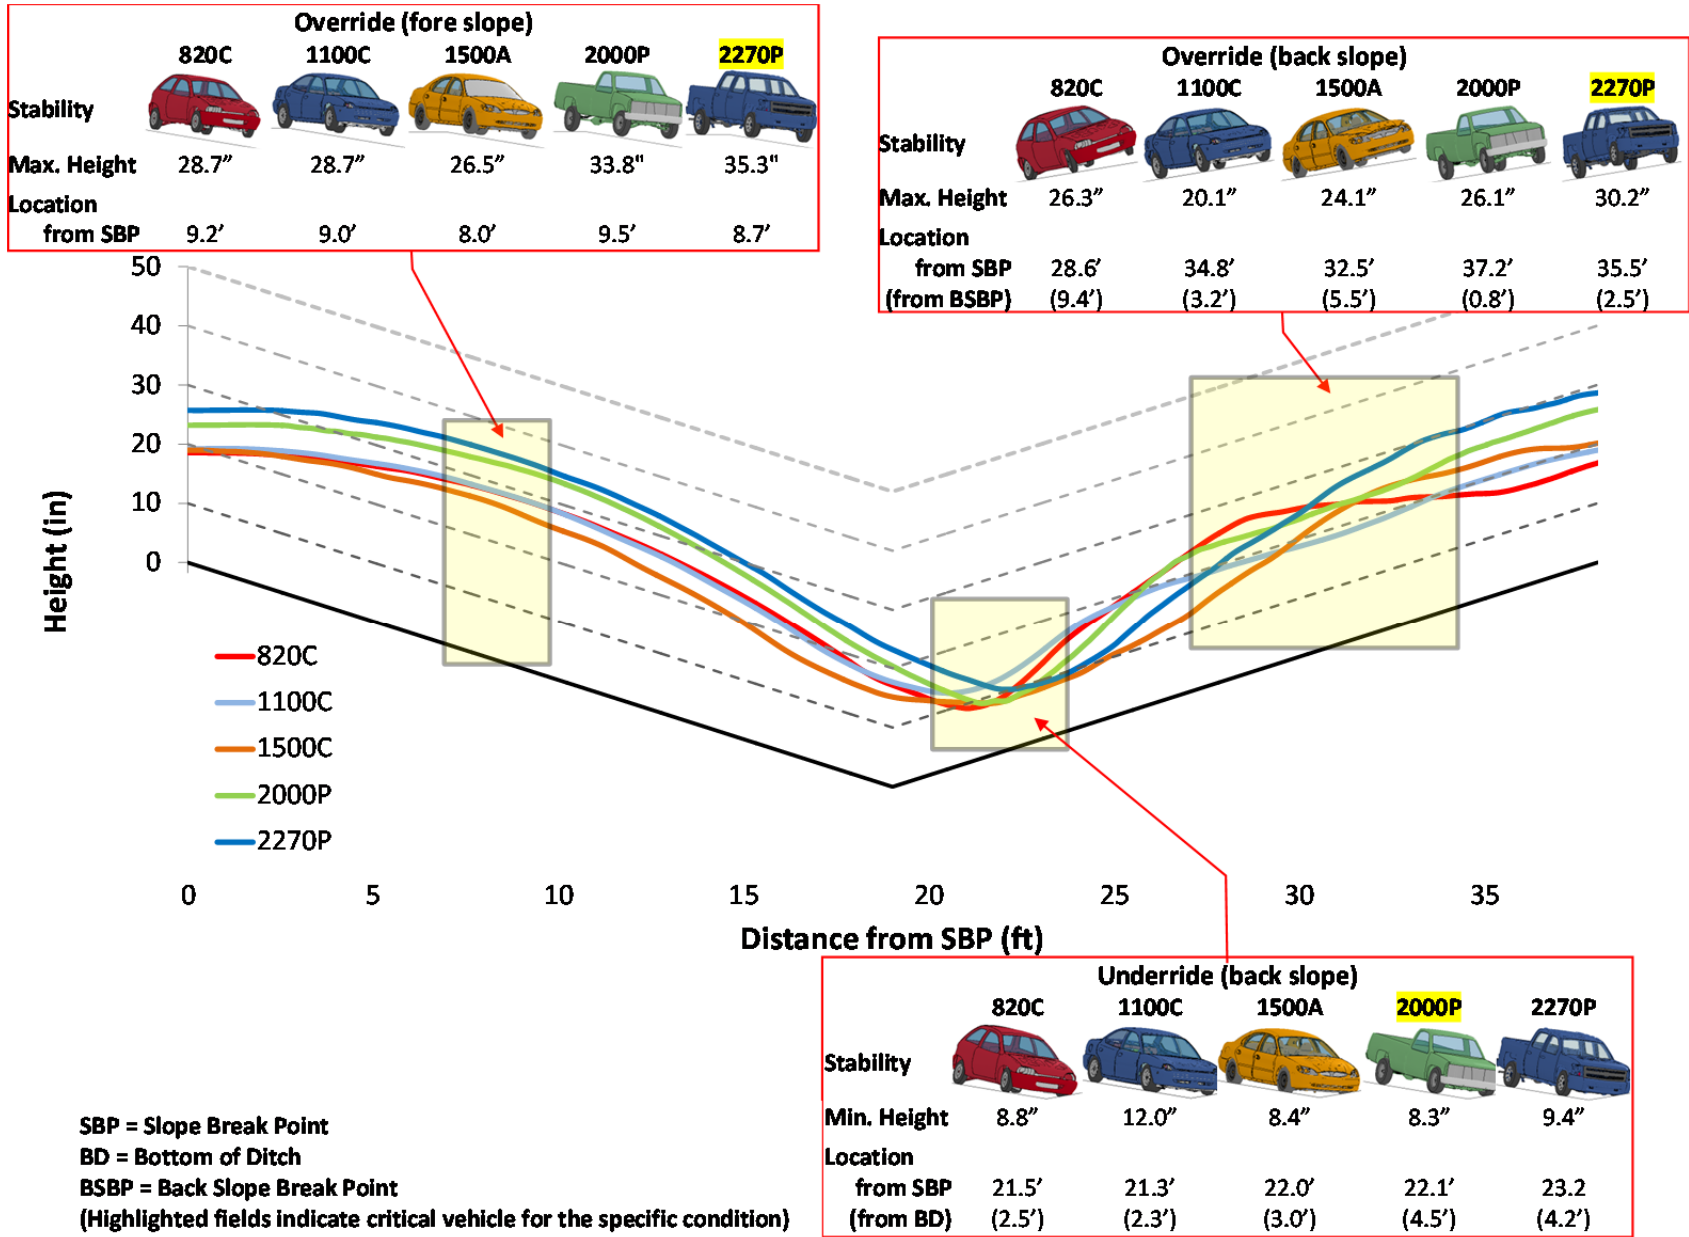 Override (fore slope)
820C 1100C 1500A 2000P 2270P
Stability
Max. Height 28.7” 28.7” 26.5” 33.8" 35.3"
Location
from SBP 9.2’ 9.0’ 8.0’ 9.5’ 8.7’
Override (back slope)
820C 1100C 1500A 2000P 2270P
Stability
Max. Height 26.3” 20.1” 24.1” 26.1” 30.2”
Location
from SBP 28.6’ 34.8’ 32.5’ 37.2’ 35.5’
(from BSBP) (9.4’) (3.2’) (5.5’) (0.8’) (2.5’)
50
40
30
20
10
0
Height (in)
820C
1100C
1500C
2000P
2270P
0 5 10 15 20 25 30 35
Distance from SBP (ft)
Underride (back slope)
820C 1100C 1500A 2000P 2270P
Stability
Min. Height 8.8” 12.0” 8.4” 8.3” 9.4”
Location
from SBP 21.5’ 21.3’ 22.0’ 22.1’ 23.2
(from BD) (2.5’) (2.3’) (3.0’) (4.5’) (4.2’)
SBP = Slope Break Point
BD = Bottom of Ditch
BSBP = Back Slope Break Point
(Highlighted fields indicate critical vehicle for the specific condition)